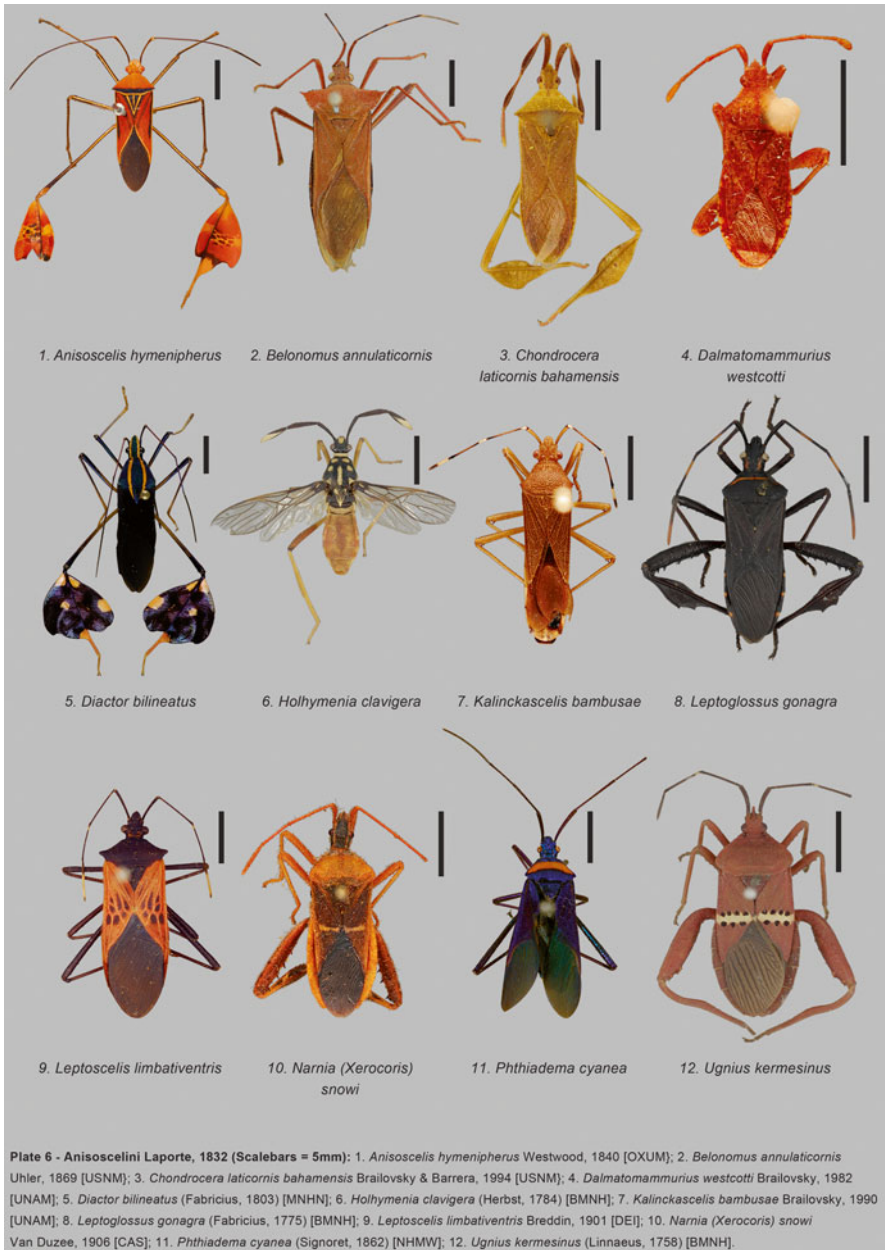 1. Anisoscelis hymenipherus
2. Belonomus annulaticornis
3. Chondrocera
laticornis bahamensis
4. Dalmatomammurius
westcotti
5. Diactor bilineatus
6. Holhymenia clavigera
7. Kalinckascelis bambusae
8. Leptoglossus gonagra
9. Leptoscelis limbativentris
10. Narnia (Xerocoris)
snowi
11. Phthiadema cyanea
12. Ugnius kermesinus
Plate 6 - Anisoscelini Laporte, 1832 (Scalebars = 5mm): 1. Anisoscelis hymenipherus Westwood, 1840 [OXUM]; 2. Belonomus annulaticornis
Uhler, 1869 [USNM]; 3. Chondrocera laticornis bahamensis Brailovsky & Barrera, 1994 [USNM]; 4. Dalmatomammurius westcotti Brailovsky, 1982
[UNAM]; 5. Diactor bilineatus (Fabricius, 1803) [MNHN]; 6. Holhymenia clavigera (Herbst, 1784) [BMNH]; 7. Kalinckascelis bambusae Brailovsky, 1990
[UNAM]; 8. Leptoglossus gonagra (Fabricius, 1775) [BMNH]; 9. Leptoscelis limbativentris Breddin, 1901 [DEI]; 10. Narnia (Xerocoris) snowi
Van Duzee, 1906 [CAS]; 11. Phthiadema cyanea (Signoret, 1862) [NHMW]; 12. Ugnius kermesinus (Linnaeus, 1758) [BMNH].